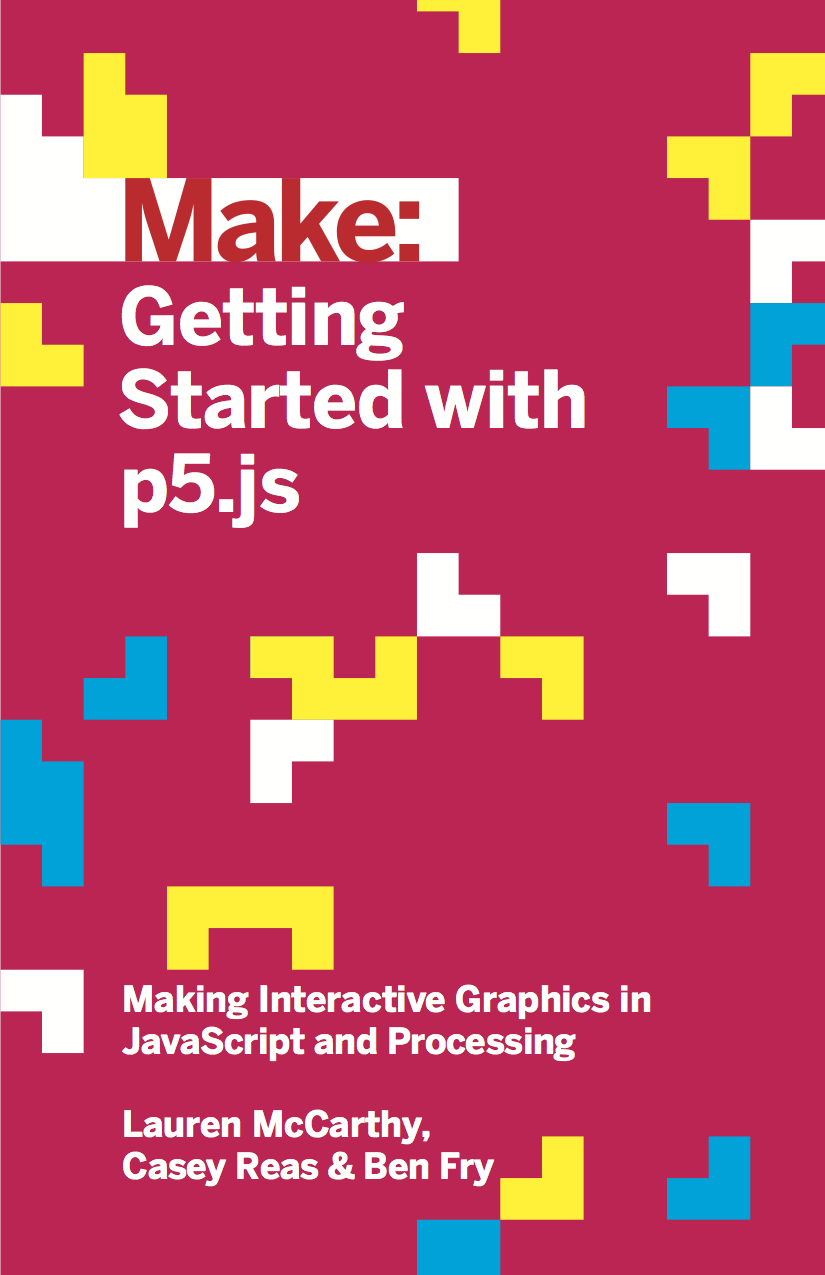 Make:
Getting
Started with
p5.js
Making Interactive Graphics in
JavaScript and Processing
Lauren McCarthy,
Casey Reas & Ben Fry